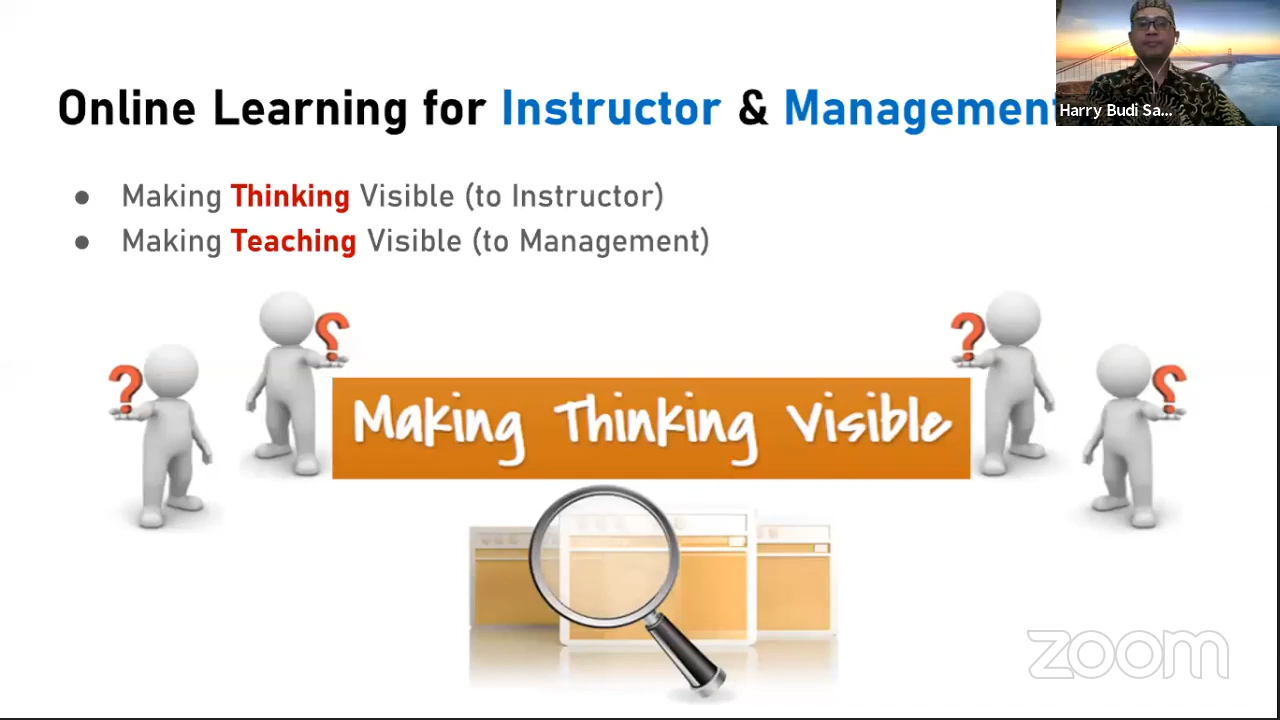 Online Learning for Instructor & Management
Harry Budi Sa...
● Making Thinking Visible (to Instructor)
● Making Teaching Visible (to Management)
?
?
?
?
Making Thinking Visible
zoom